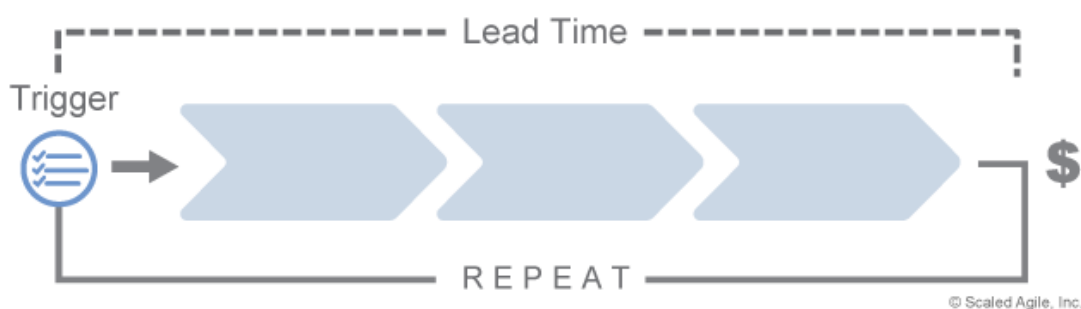 Lead Time
Trigger
$
REPEAT
© Scaled Agile, Inc.